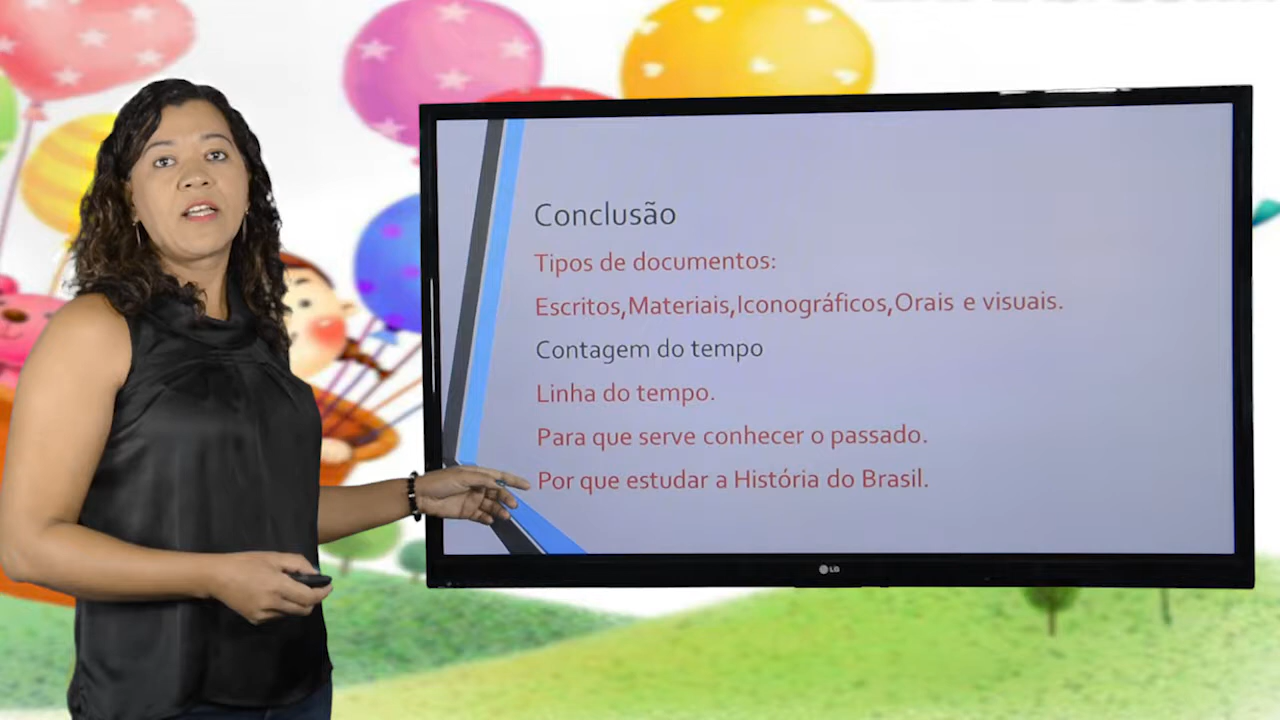 Conclusão
Tipos de documentos:
Escritos,Materiais,Iconográficos,Orais e visuais.
Contagem do tempo
Linha do tempo.
Para que serve conhecer o passado.
Por que estudar a História do Brasil.
LG